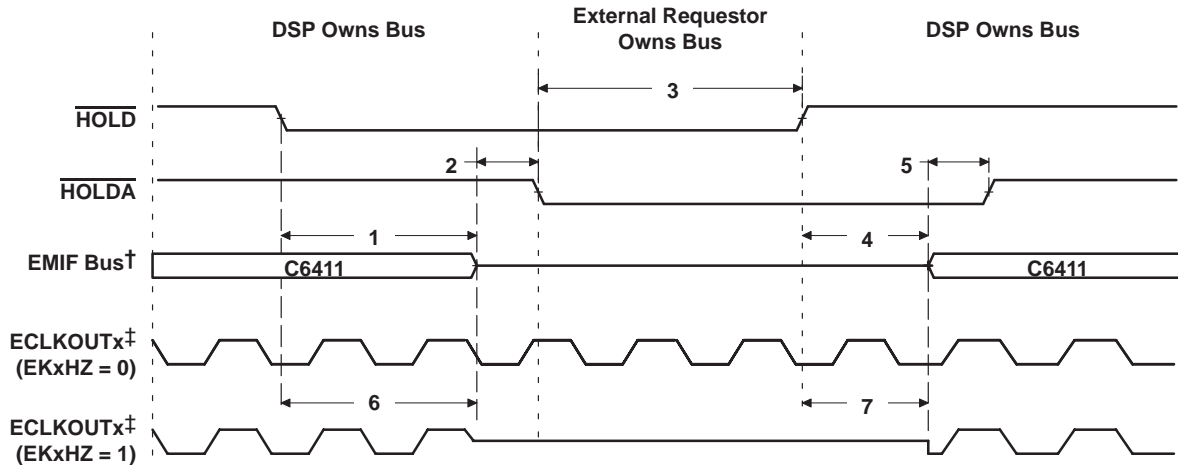 DSP Owns Bus
External Requestor
Owns Bus
DSP Owns Bus
3
HOLD
2
5
HOLDA
1
4
EMIF Bus†
C6411
C6411
ECLKOUTx‡
(EKxHZ = 0)
6
7
ECLKOUTx‡
(EKxHZ = 1)